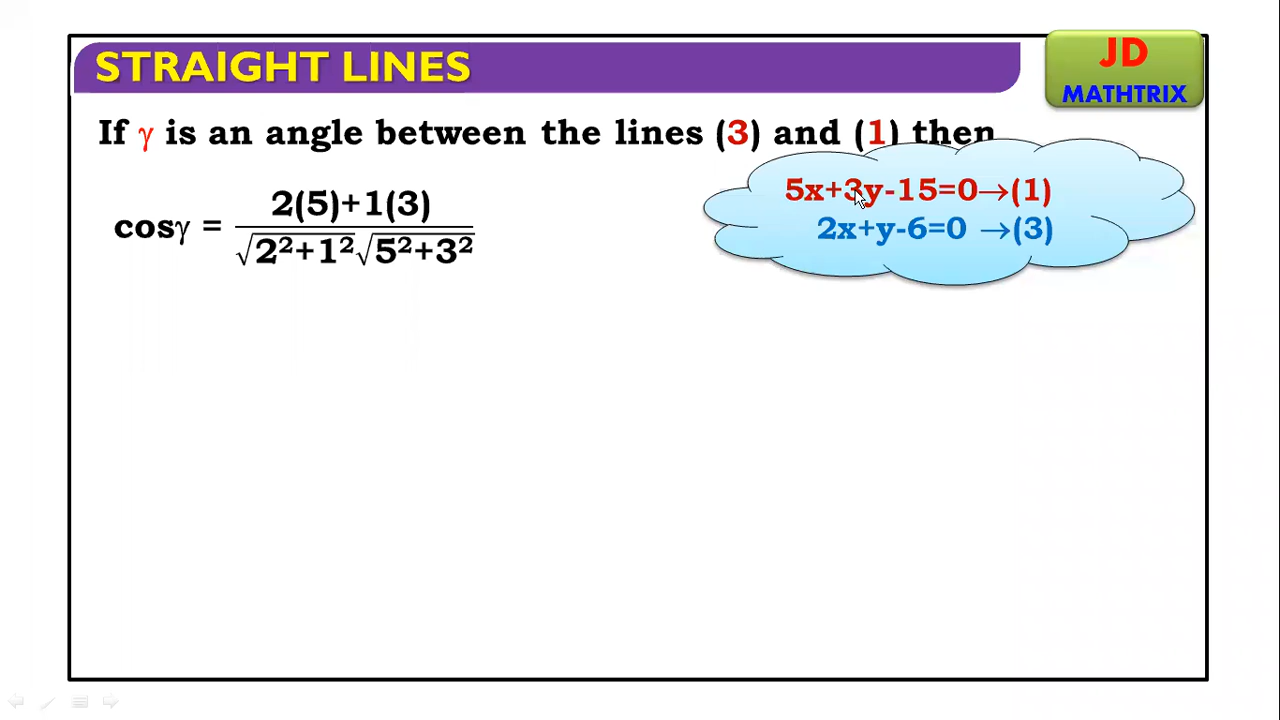 STRAIGHT LINES
JD
MATHTRIX
If γ is an angle between the lines (3) and (1) then
5x+3y-15=0→(1)
2x+y-6=0 →(3)
cosγ = 2(5)+1(3)
√2²+1²√5²+3²